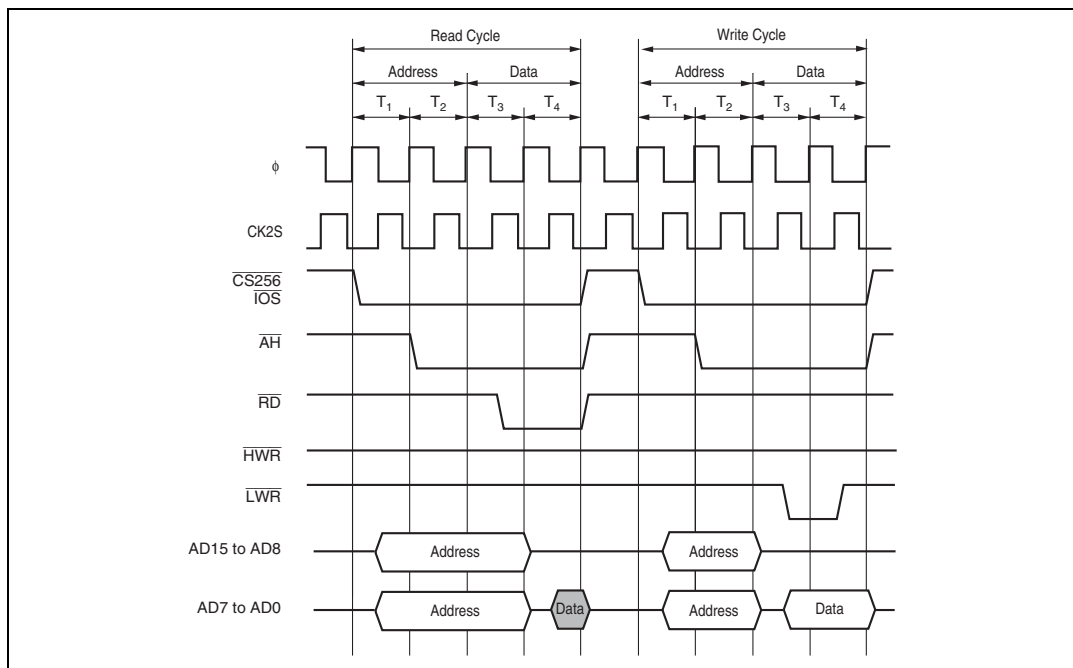 Read Cycle Write Cycle
Address Data Address Data
T1 T2 T3 T4 T1 T2 T3 T4
ϕ
CK2S
CS256
IOS
AH
RD
HWR
LWR
AD15 to AD8 Address Address
AD7 to AD0 Address Data Address Data